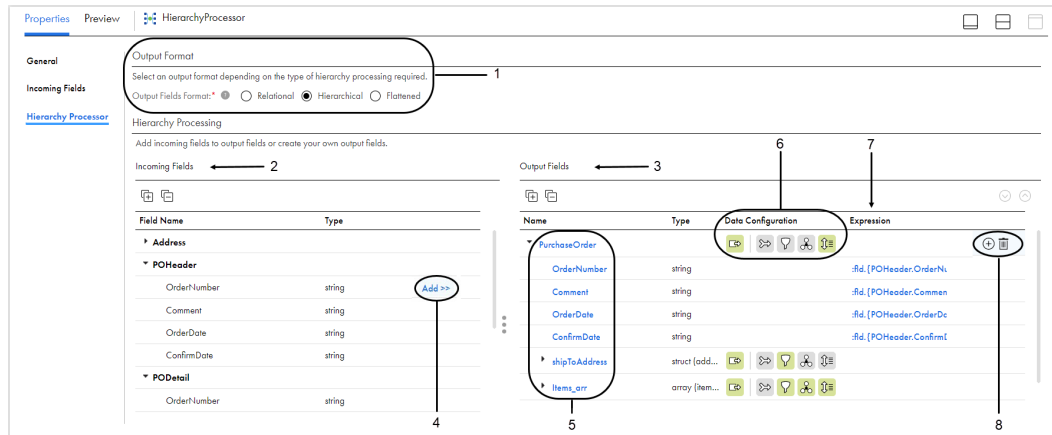 Properties Preview HierarchyProcessor
General
Incoming Fields
Hierarchy Processor
Output Format
Select an output format depending on the type of hierarchy processing required.
Output Fields Format:* Relational Hierarchical Flattened
1
Hierarchy Processing
Add incoming fields to output fields or create your own output fields.
6 7
Incoming Fields 2 Output Fields 3
Field Name Type Name Type Data Configuration Expression
Address PurchaseOrder
POHeader OrderNumber string :fld.{POHeader.OrderNu
OrderNumber string Add >> Comment string :fld.{POHeader.Commen
Comment string OrderDate string :fld.{POHeader.OrderDa
OrderDate string ConfirmDate string :fld.{POHeader.ConfirmD
ConfirmDate string shipToAddress struct (add...
PODetail Items_arr array (item...
OrderNumber string
4 5 8